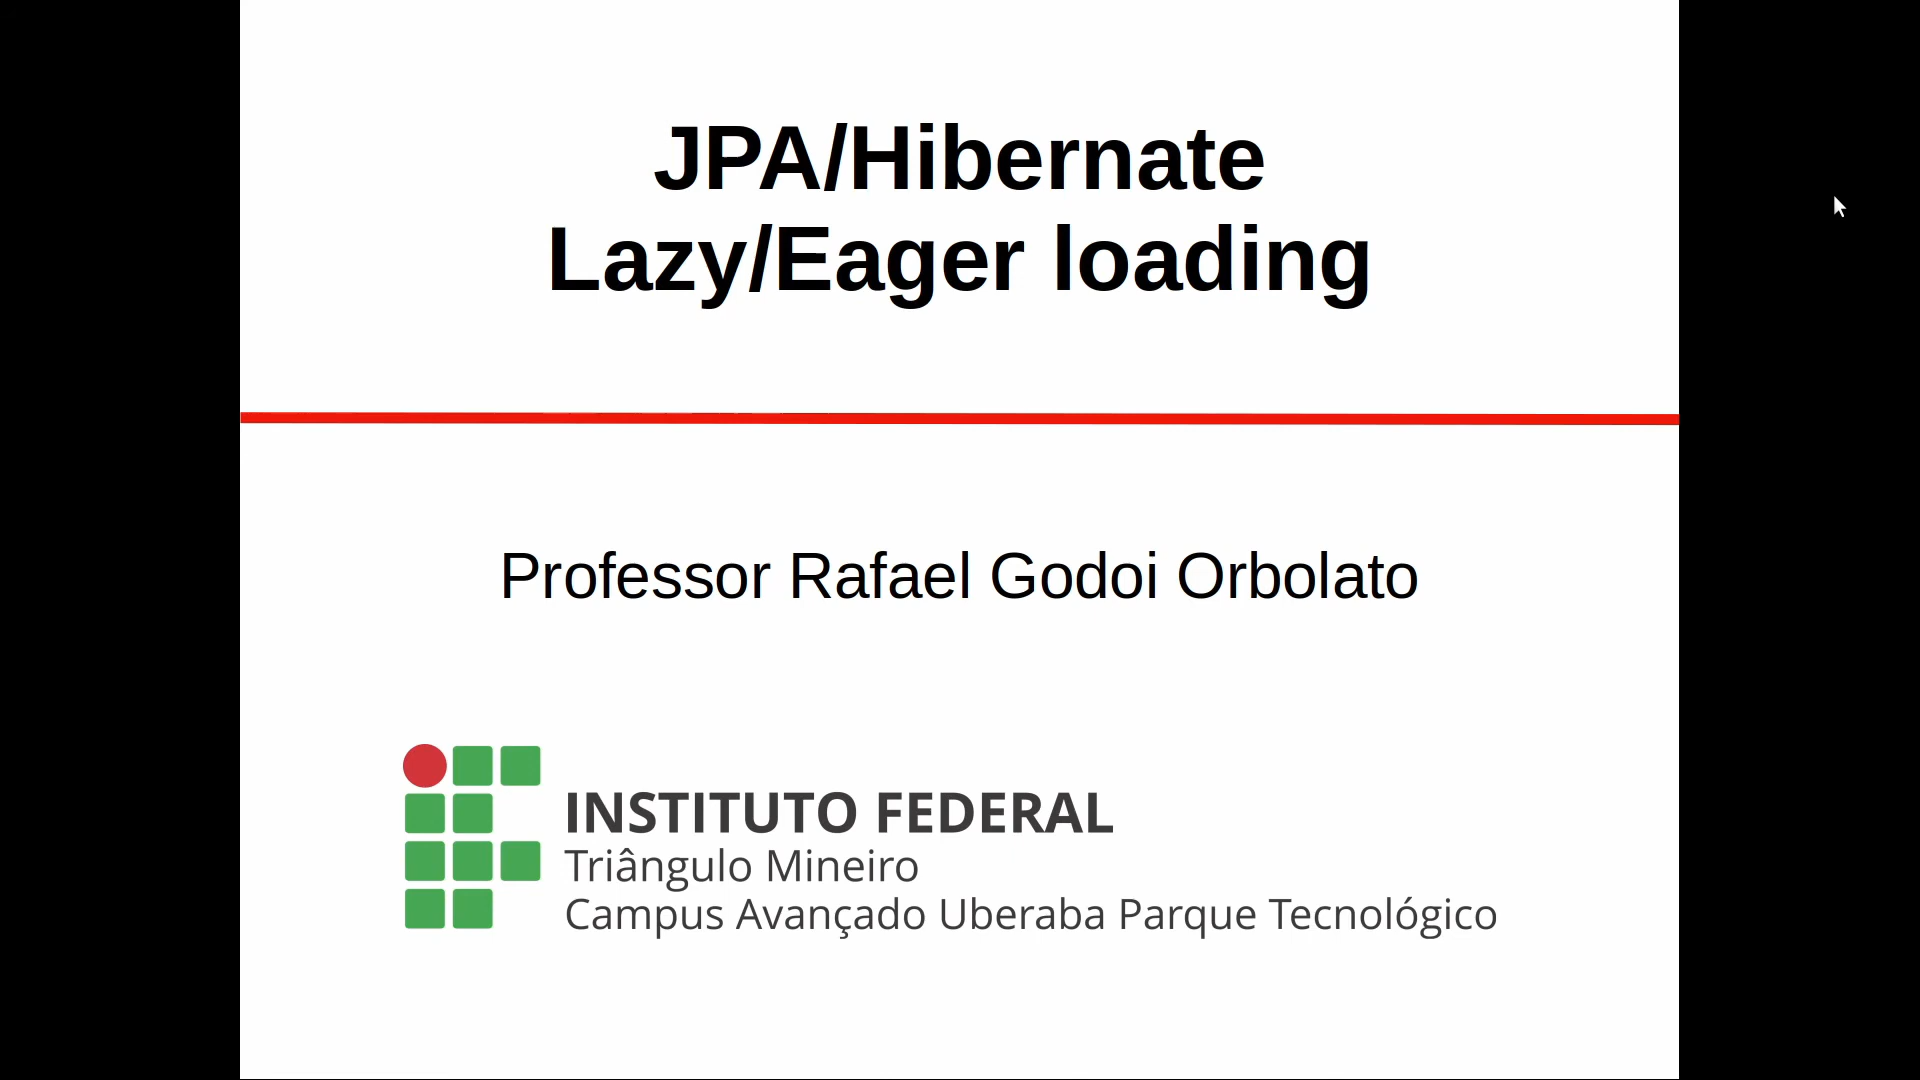 JPA/Hibernate
Lazy/Eager loading
Professor Rafael Godoi Orbolato
INSTITUTO FEDERAL
Triângulo Mineiro
Campus Avançado Uberaba Parque Tecnológico